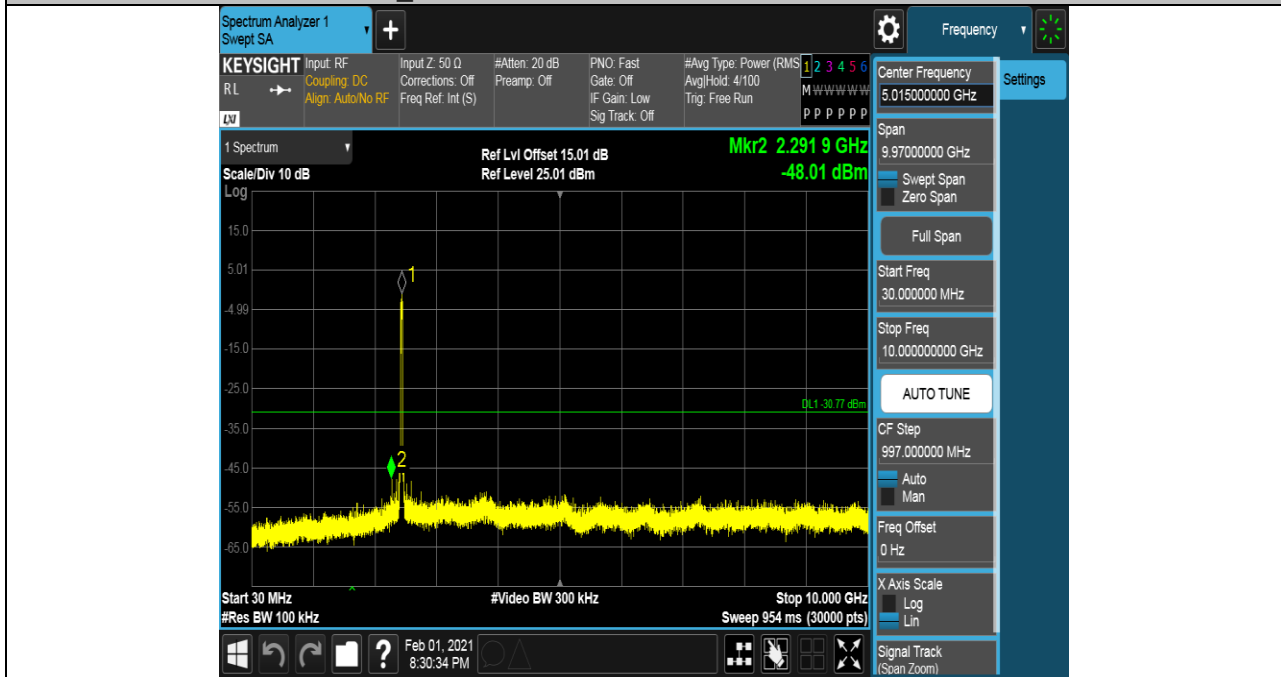 Spectrum Analyzer 1
Swept SA
+
Frequency
KEYSIGHT
RL
LXI
Input: RF
Coupling: DC
Align: Auto/No RF
Input Z: 50 Ω
Corrections: Off
Freq Ref: Int (S)
#Atten: 20 dB
Preamp: Off
PNO: Fast
Gate: Off
IF Gain: Low
Sig Track: Off
#Avg Type: Power (RMS
Avg|Hold: 4/100
Trig: Free Run
1 2 3 4 5 6
M W W W W W
P P P P P P
Center Frequency
5.015000000 GHz
Settings
1 Spectrum
Scale/Div 10 dB
Ref Lvl Offset 15.01 dB
Ref Level 25.01 dBm
Mkr2 2.291 9 GHz
-48.01 dBm
Span
9.97000000 GHz
Swept Span
Zero Span
Full Span
Start Freq
30.000000 MHz
Stop Freq
10.000000000 GHz
AUTO TUNE
CF Step
997.000000 MHz
Auto
Man
Freq Offset
0 Hz
X Axis Scale
Log
Lin
Signal Track
(Span Zoom)
Log
15.0
5.01
-4.99
-15.0
-25.0
-35.0
-45.0
-55.0
-65.0
1
2
DL1 -30.77 dBm
Start 30 MHz
#Res BW 100 kHz
#Video BW 300 kHz
Stop 10.000 GHz
Sweep 954 ms (30000 pts)
?
Feb 01, 2021
8:30:34 PM